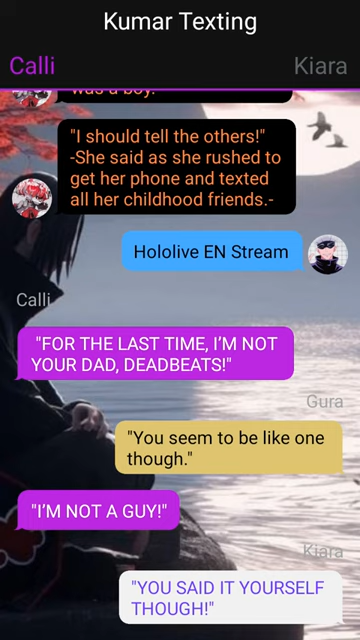 Kumar Texting
Calli
Kiara
was a boy.
"I should tell the others!"
-She said as she rushed to
get her phone and texted
all her childhood friends.-
Hololive EN Stream
Calli
"FOR THE LAST TIME, I'M NOT
YOUR DAD, DEADBEATS!"
Gura
"You seem to be like one
though."
"I'M NOT A GUY!"
Kiara
"YOU SAID IT YOURSELF
THOUGH!"